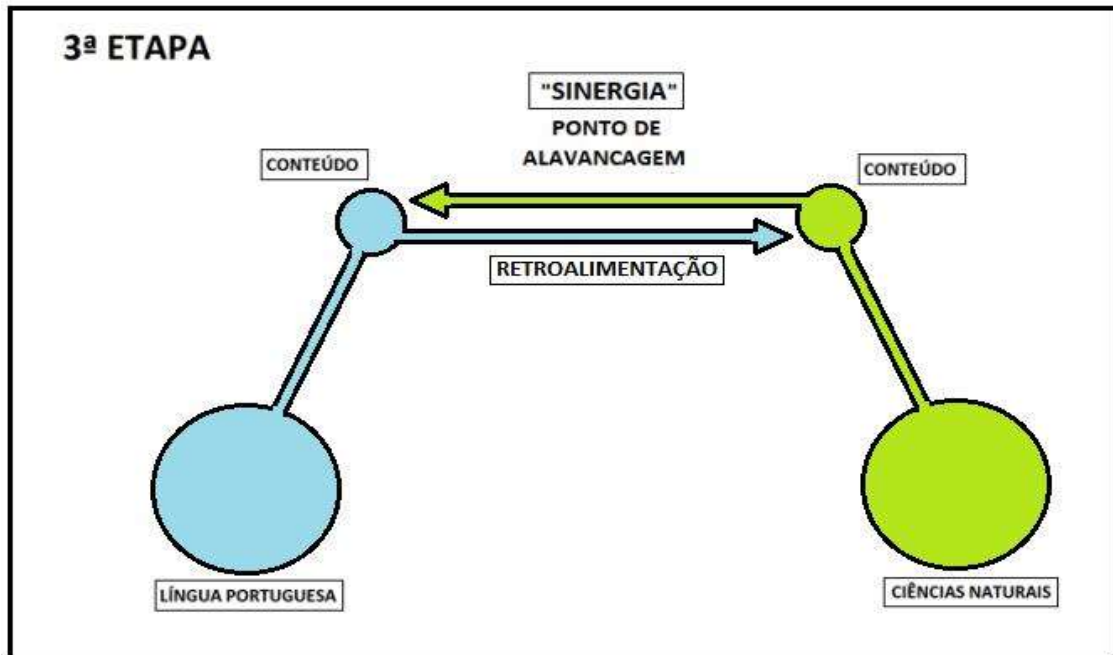 3ª ETAPA
"SINERGIA"
PONTO DE
ALAVANCAGEM
CONTEÚDO
CONTEÚDO
RETROALIMENTAÇÃO
LÍNGUA PORTUGUESA
CIÊNCIAS NATURAIS